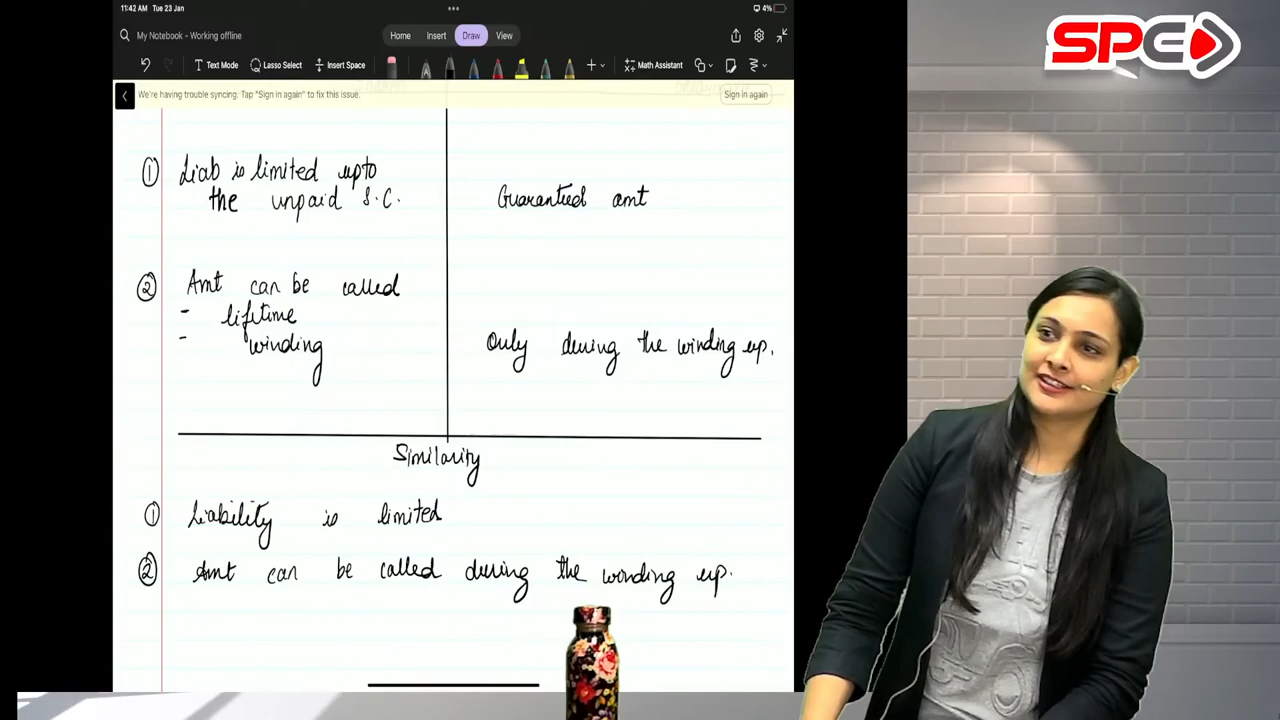 11:42 AM Tue 23 Jan
4%
My Notebook - Working offline
Home Insert Draw View
Text Mode Lasso Select Insert Space Math Assistant
We're having trouble syncing. Tap "Sign in again" to fix this issue.
Sign in again
SPC
① Liab is limited upto
the unpaid S.C.
Guaranteed amt
② Amt can be called
- lifetime
- winding
Only during the winding up.
Similarity
① Liability is limited
② Amt can be called during the winding up.